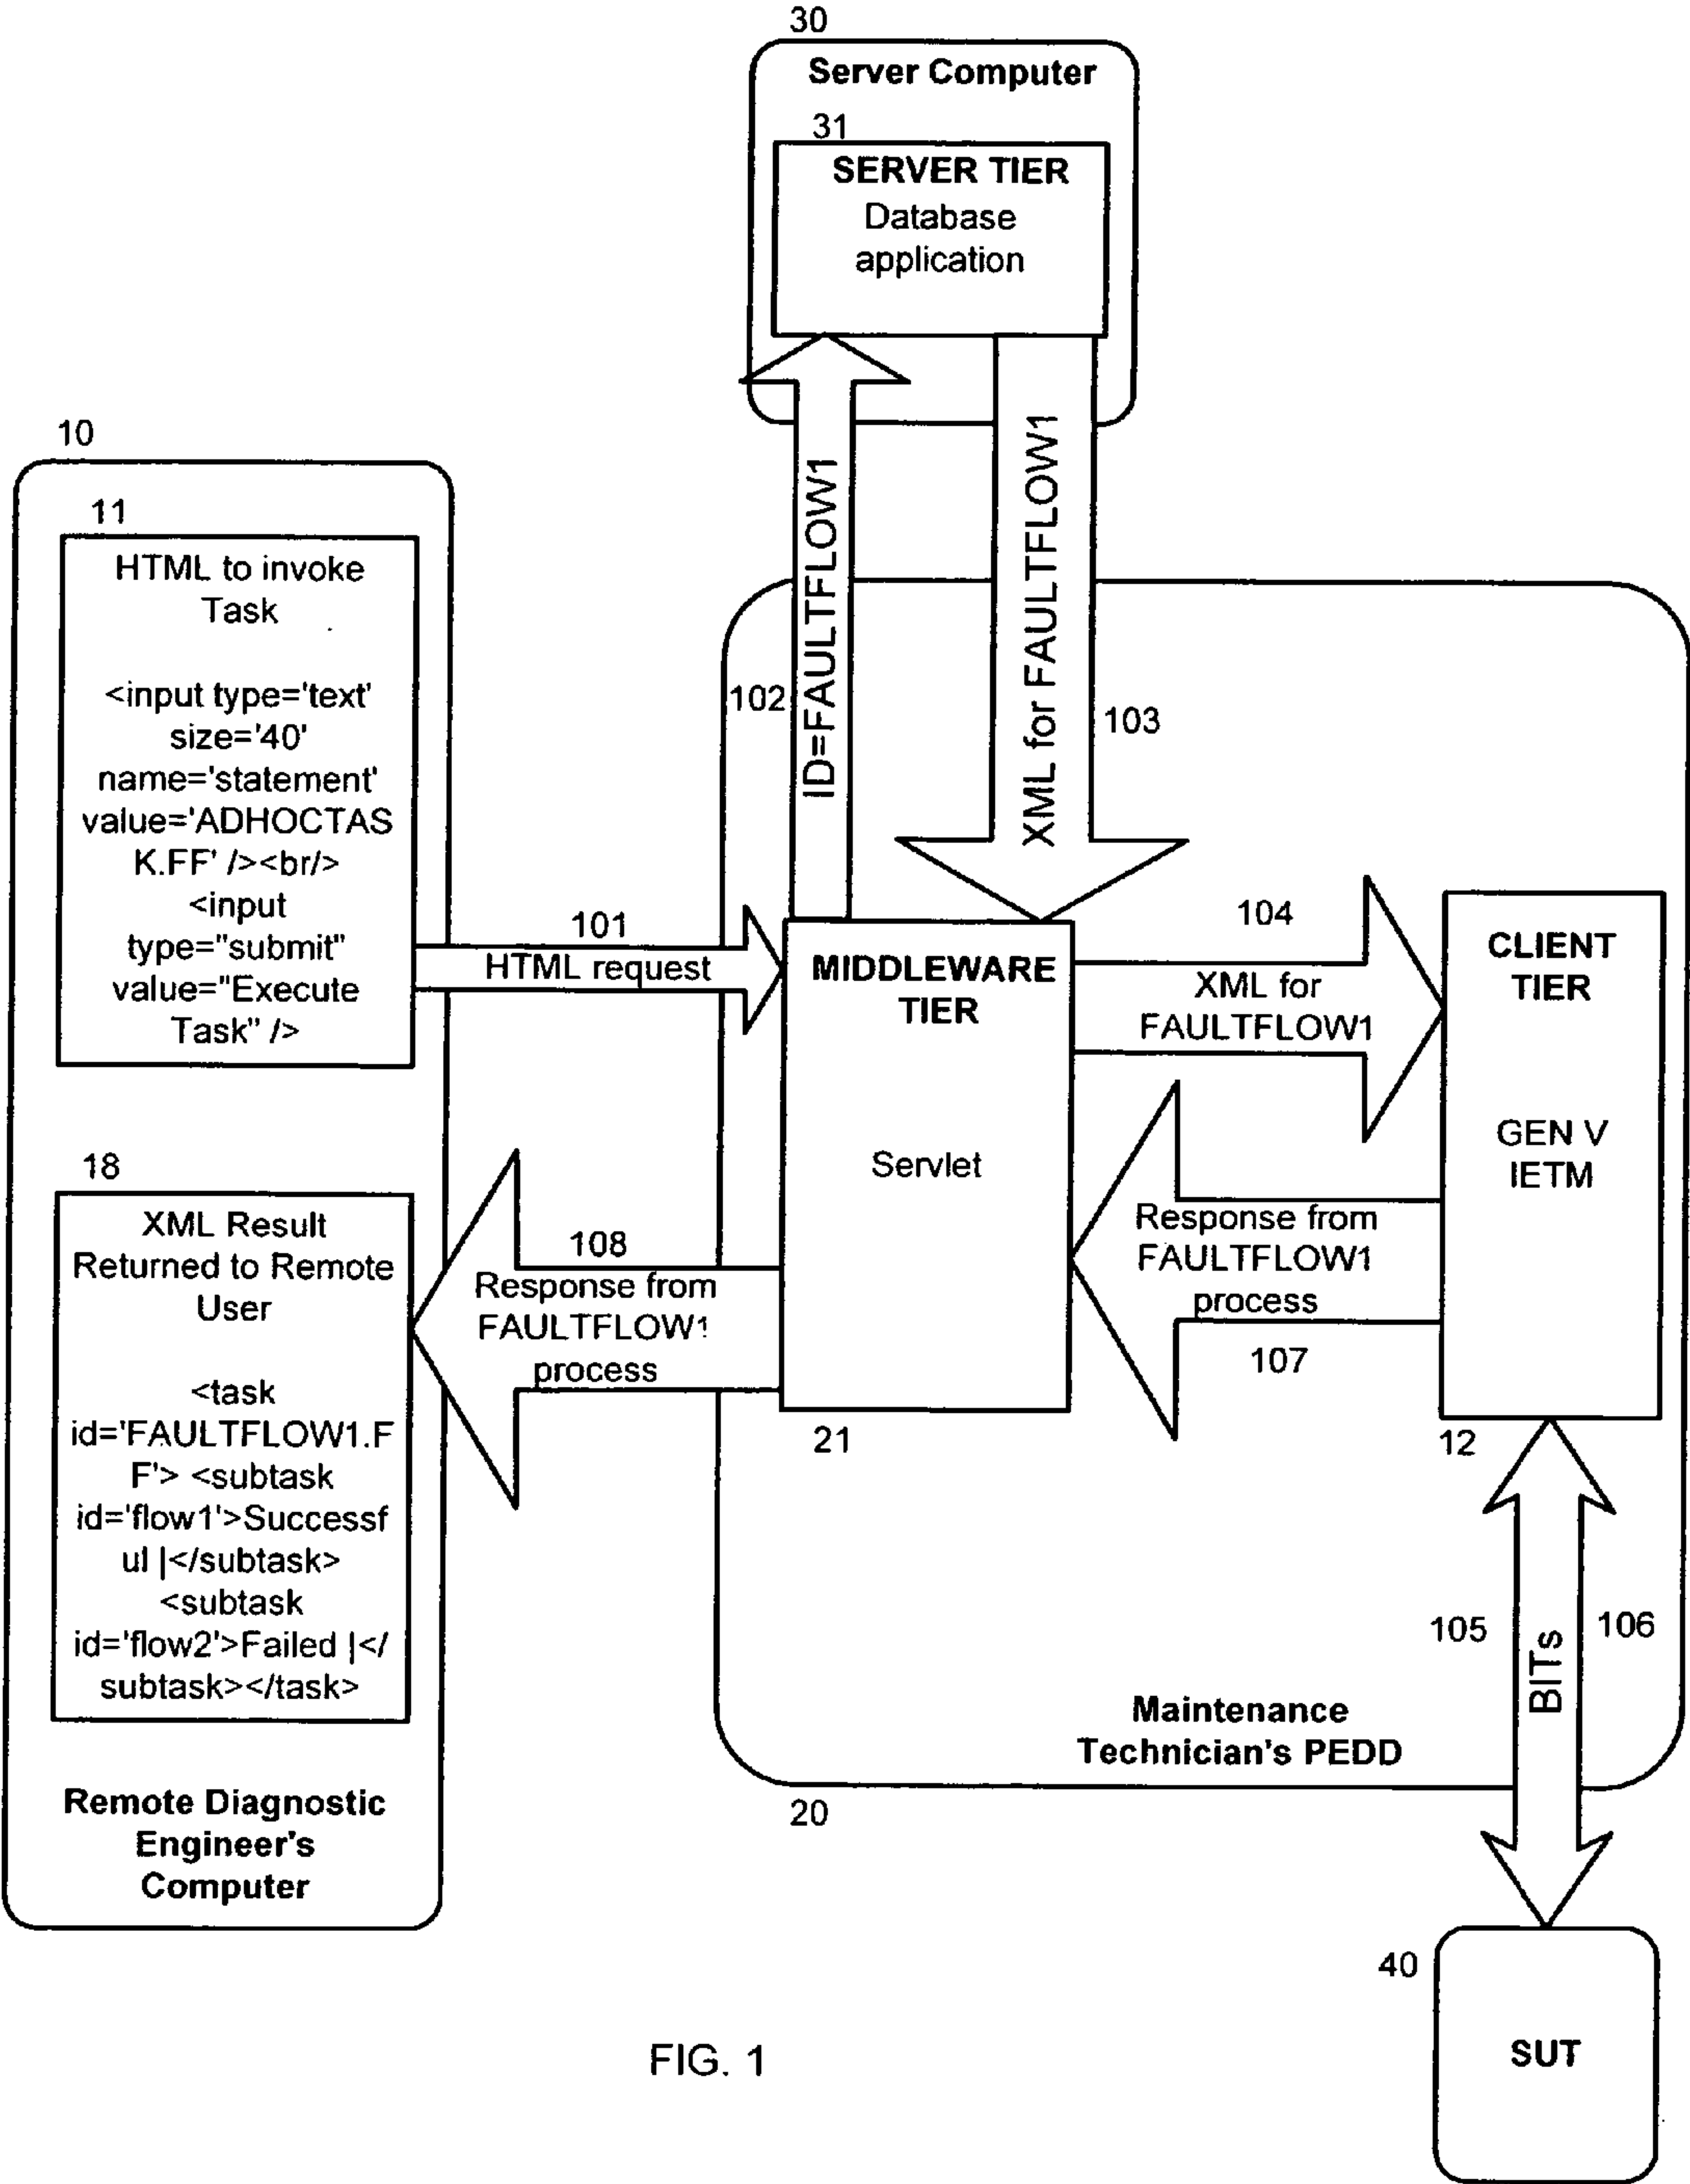 30
Server Computer
31
SERVER TIER
Database
application
10
11
HTML to invoke
Task
<input type='text'
size='40'
name='statement'
value='ADHOCTAS
K.FF' /><br/>
<input
type="submit"
value="Execute
Task" />
18
XML Result
Returned to Remote
User
<task
id='FAULTFLOW1.F
F'> <subtask
id='flow1'>Successf
ul |</subtask>
<subtask
id='flow2'>Failed |</
subtask></task>
Remote Diagnostic
Engineer's
Computer
102
ID=FAULTFLOW1
XML for FAULTFLOW1
103
101
HTML request
MIDDLEWARE
TIER
Servlet
21
104
XML for
FAULTFLOW1
CLIENT
TIER
GEN V
IETM
12
Response from
FAULTFLOW1
process
107
108
Response from
FAULTFLOW1
process
105
BITs
106
Maintenance
Technician's PEDD
20
40
SUT
FIG. 1